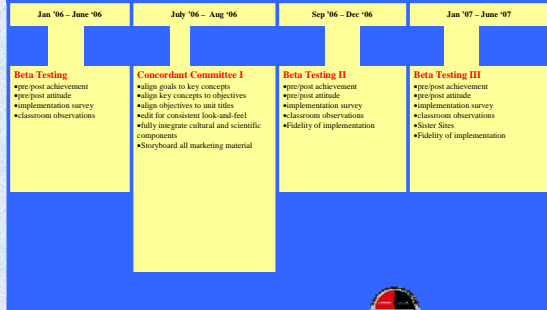 Jan '06 – June ‘06
July '06 –  Aug ‘06
Sep '06 – Dec ‘06
Jan '07 – June ‘07
Beta Testing
•pre/post achievement
•pre/post attitude
•implementation survey
•classroom observations
Concordant Committee I
•align goals to key concepts
•align key concepts to objectives
•align objectives to unit titles
•edit for consistent look-and-feel
•fully integrate cultural and scientific
components
•Storyboard all marketing material
Beta Testing II
•pre/post achievement
•pre/post attitude
•implementation survey
•classroom observations
•Fidelity of implementation
Beta Testing III
•pre/post achievement
•pre/post attitude
•implementation survey
•classroom observations
•Sister Sites
•Fidelity of implementation